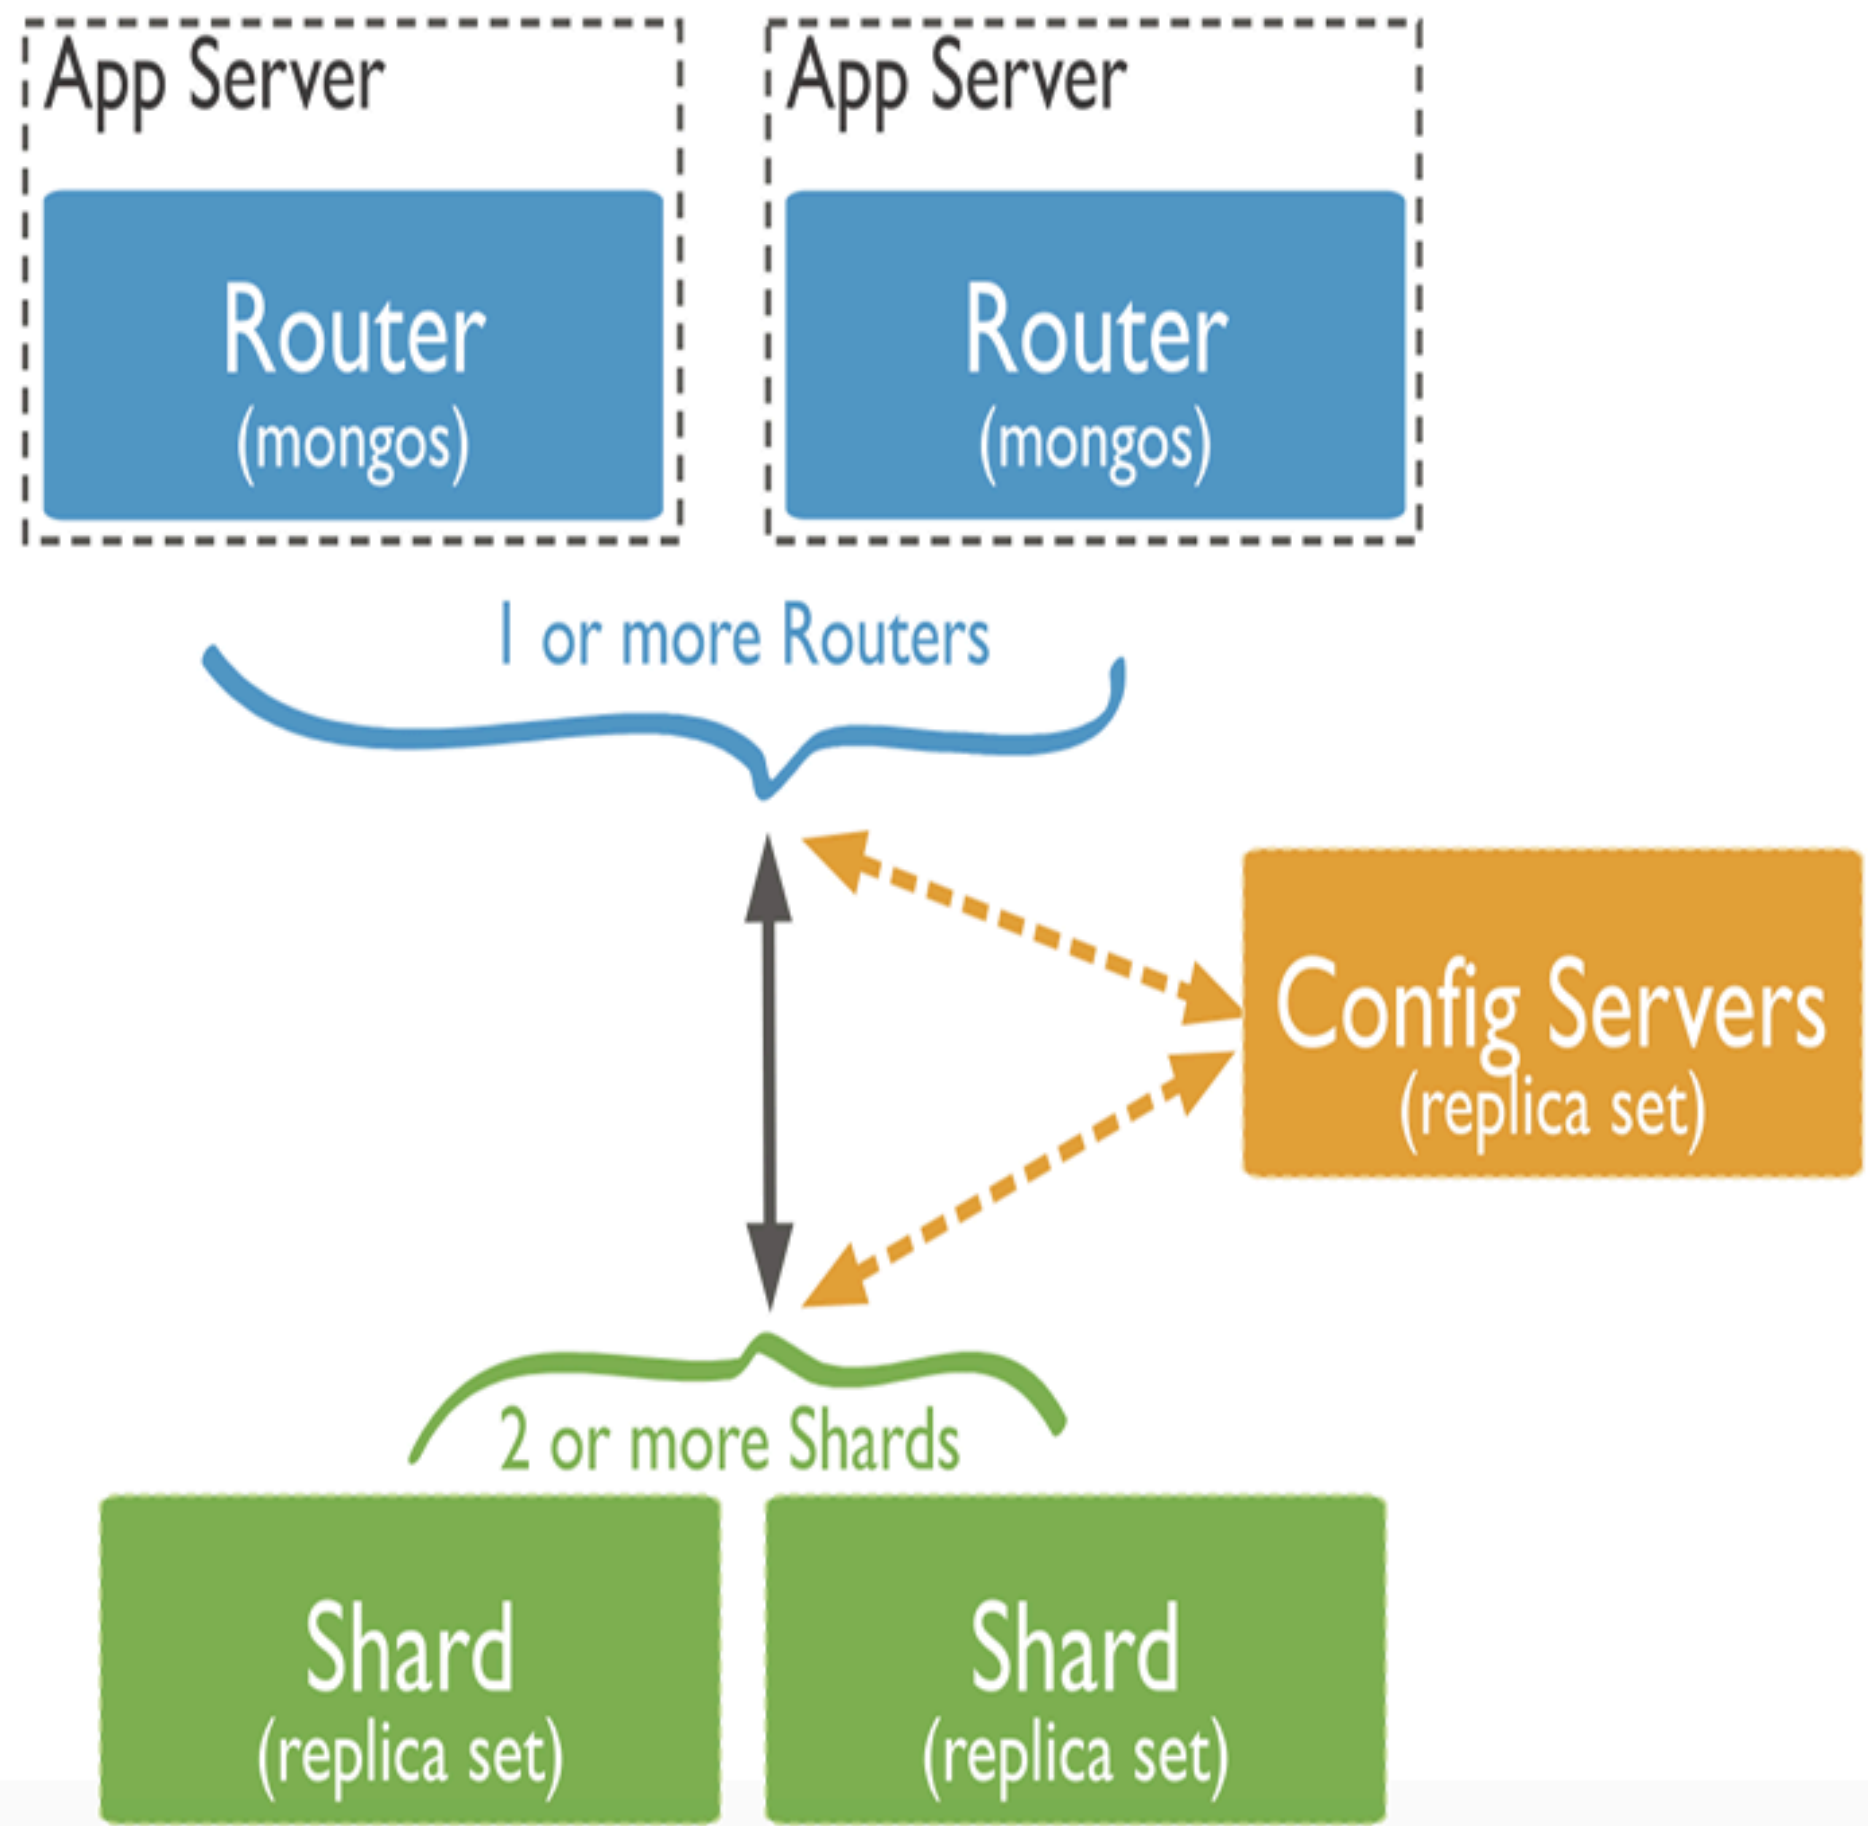 App Server
App Server
Router
(mongos)
Router
(mongos)
1 or more Routers
Config Servers
(replica set)
2 or more Shards
Shard
(replica set)
Shard
(replica set)